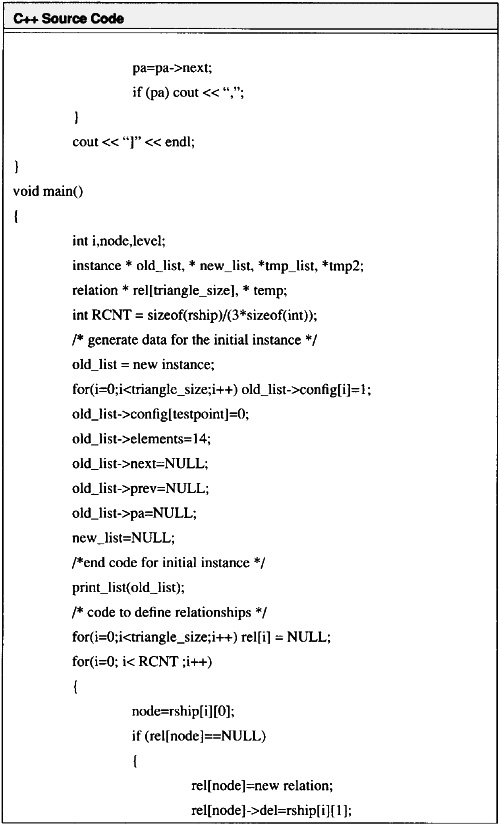 C++ Source Code
pa=pa->next;
if (pa) cout << “,”;
}
cout << “]” << endl;
}
void main()
{
int i,node,level;
instance * old_list, * new_list, *tmp_list, *tmp2;
relation * rel[triangle_size], * temp;
int RCNT = sizeof(rship)/(3*sizeof(int));
/* generate data for the initial instance */
old_list = new instance;
for(i=0;i<triangle_size;i++) old_list->config[i]=1;
old_list->config[testpoint]=0;
old_list->elements=14;
old_list->next=NULL;
old_list->prev=NULL;
old_list->pa=NULL;
new_list=NULL;
/*end code for initial instance */
print_list(old_list);
/* code to define relationships */
for(i=0;i<triangle_size;i++) rel[i] = NULL;
for(i=0; i< RCNT ;i++)
{
node=rship[i][0];
if (rel[node]==NULL)
{
rel[node]=new relation;
rel[node]->del=rship[i][1];